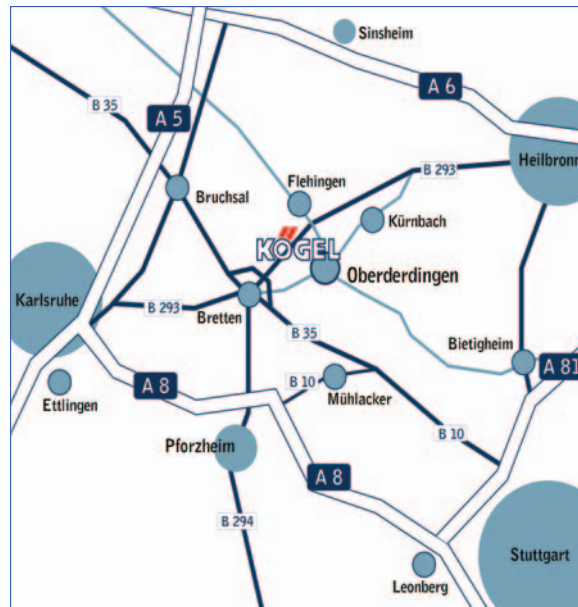 Sinsheim
A 6
B 35
A 5
Heilbronn
B 293
Flehingen
Bruchsal
Kürnbach
KÖGEL
Oberderdingen
Karlsruhe
B 293
Bretten
B 35
Bietigheim
A 81
A 8
B 10
Ettlingen
Mühlacker
B 10
Pforzheim
A 8
B 294
Stuttgart
Leonberg